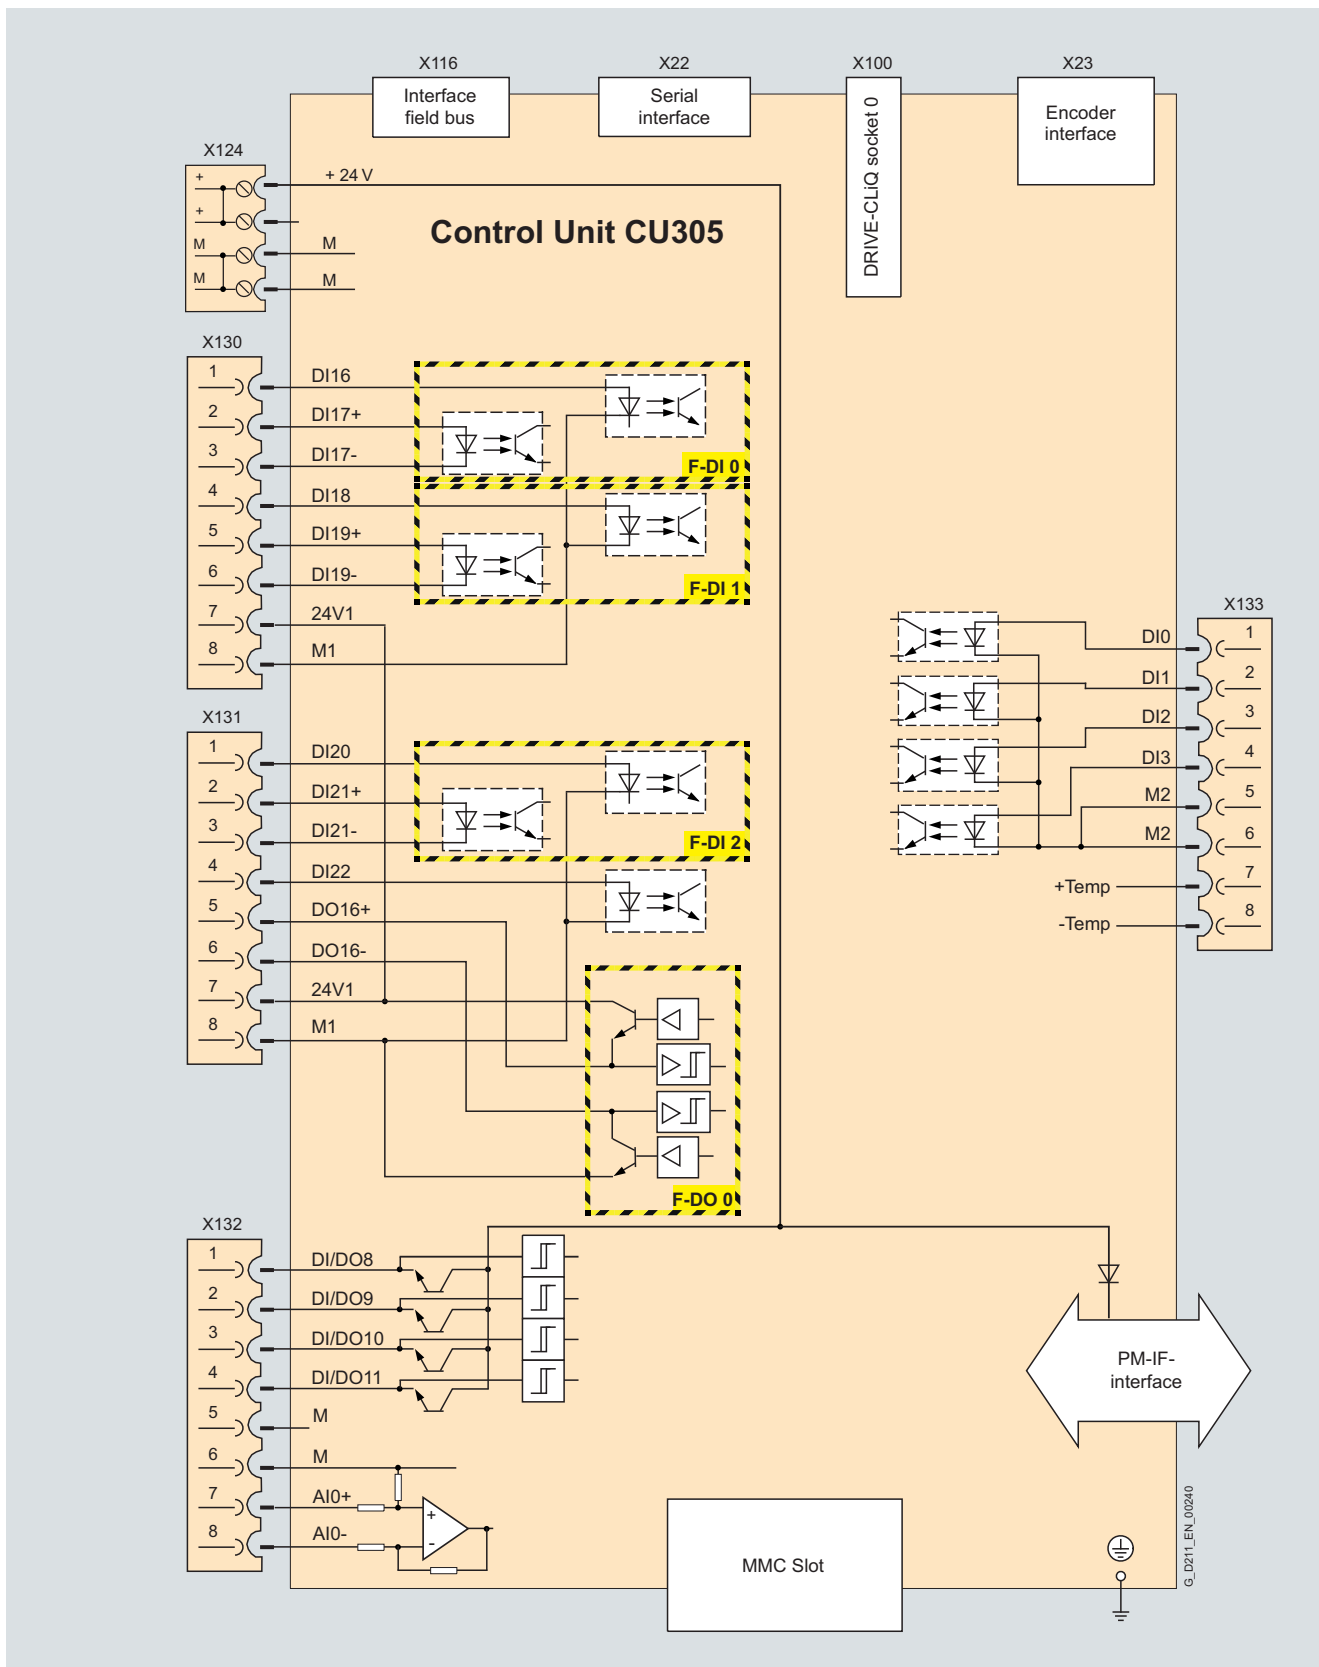 X116
X22
X100
X23
Interface
field bus
Serial
interface
DRIVE-CLiQ socket 0
Encoder
interface
X124
+
+
M
M
+ 24 V
M
M
Control Unit CU305
X130
1
DI16
2
DI17+
3
DI17-
4
DI18
5
DI19+
6
DI19-
7
24V1
8
M1
F-DI 0
F-DI 1
X131
1
DI20
2
DI21+
3
DI21-
4
DI22
5
DO16+
6
DO16-
7
24V1
8
M1
F-DI 2
F-DO 0
X133
DI0
1
DI1
2
DI2
3
DI3
4
M2
5
M2
6
+Temp
7
-Temp
8
X132
1
DI/DO8
2
DI/DO9
3
DI/DO10
4
DI/DO11
5
M
6
M
7
AI0+
8
AI0-
+
-
PM-IF-
interface
MMC Slot
G_D211_EN_00240